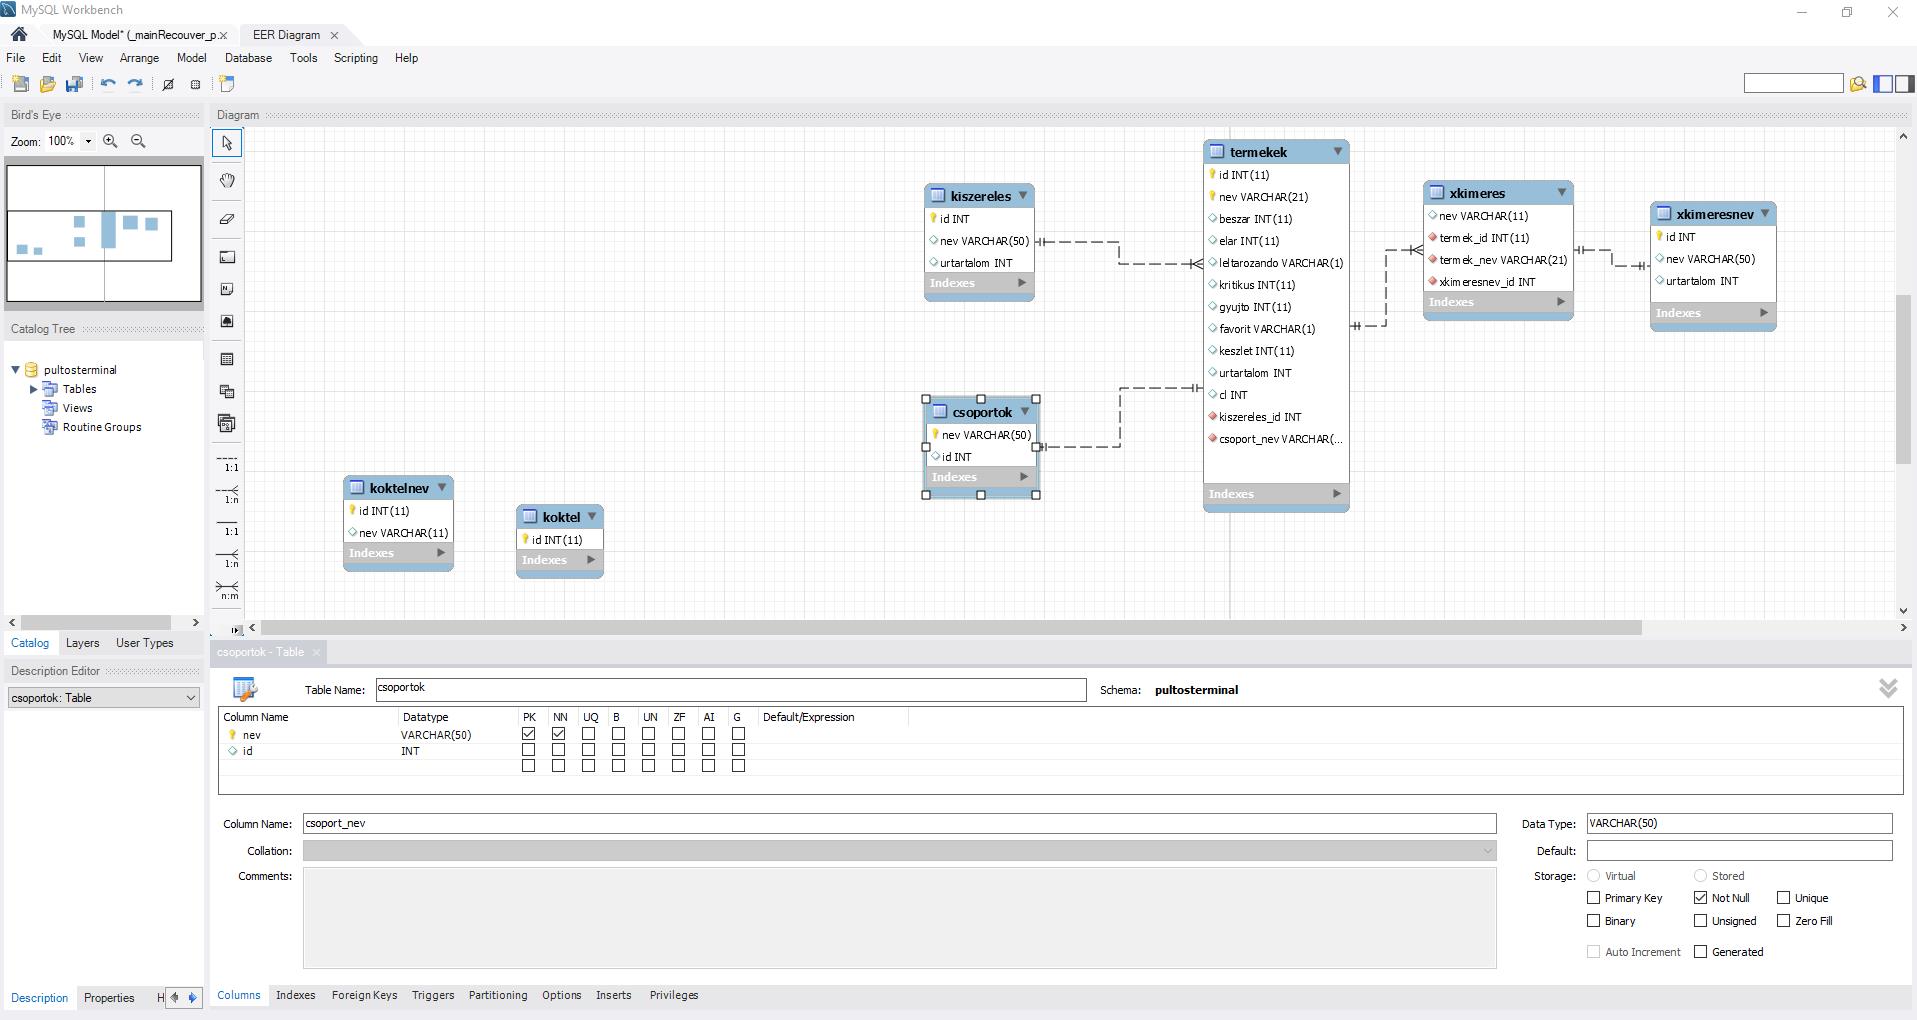 MySQL Workbench
MySQL Model* (_mainRecouver_p... x
EER Diagram x
File Edit View Arrange Model Database Tools Scripting Help
Bird's Eye
Zoom: 100%
Catalog Tree
pultosterminal
Tables
Views
Routine Groups
Catalog Layers User Types
Description Editor
csoportok: Table
Description Properties H
Diagram
1:1
1:n
1:1
1:n
n:m
kiszereles
id INT
nev VARCHAR(50)
urtartalom INT
Indexes
csoportok
nev VARCHAR(50)
id INT
Indexes
koktelnev
id INT(11)
nev VARCHAR(11)
Indexes
koktel
id INT(11)
Indexes
termekek
id INT(11)
nev VARCHAR(21)
beszar INT(11)
elar INT(11)
leltarozando VARCHAR(1)
kritikus INT(11)
gyujto INT(11)
favorit VARCHAR(1)
keszlet INT(11)
urtartalom INT
cl INT
kiszereles_id INT
csoport_nev VARCHAR(...
Indexes
xkimeres
nev VARCHAR(11)
termek_id INT(11)
termek_nev VARCHAR(21)
xkimeresnev_id INT
Indexes
xkimeresnev
id INT
nev VARCHAR(50)
urtartalom INT
Indexes
csoportok - Table x
Table Name: csoportok Schema: pultosterminal
Column Name Datatype PK NN UQ B UN ZF AI G Default/Expression
nev VARCHAR(50)
id INT
Column Name: csoport_nev Data Type: VARCHAR(50)
Collation: Default:
Comments: Storage: Virtual Stored
Primary Key Not Null Unique
Binary Unsigned Zero Fill
Auto Increment Generated
Columns Indexes Foreign Keys Triggers Partitioning Options Inserts Privileges